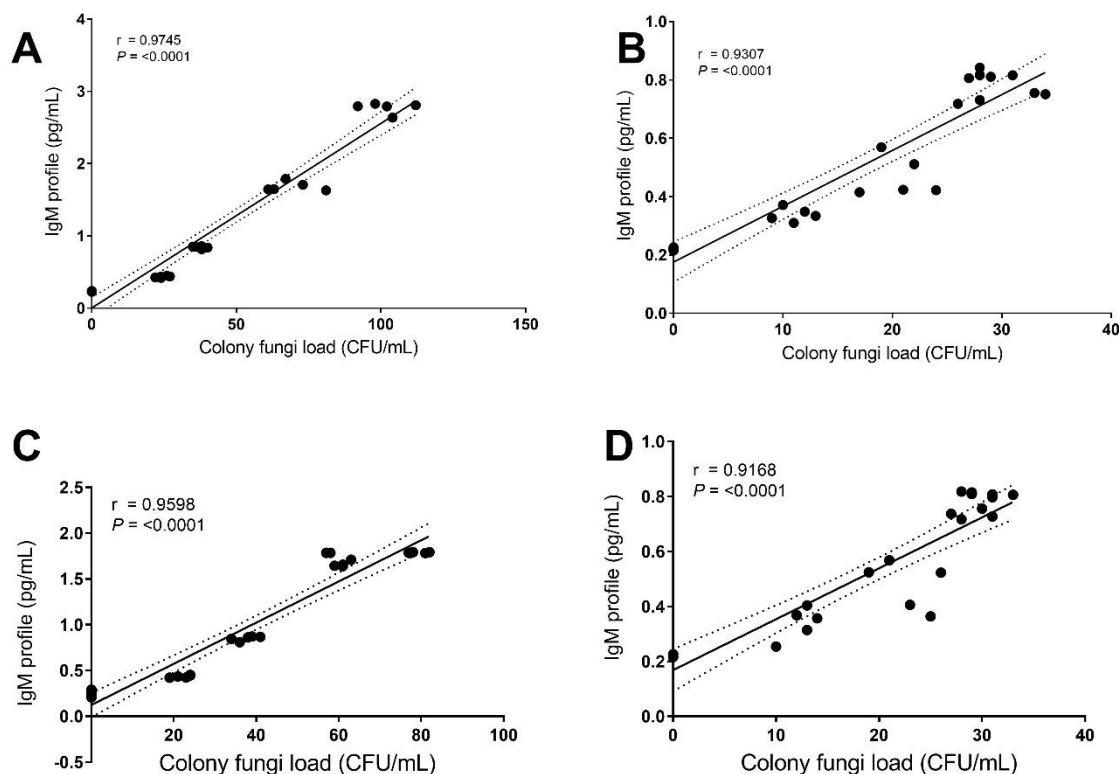 A
r = 0.9745
P = <0.0001
4
3
2
1
0
IgM profile (pg/mL)
0
50
100
150
Colony fungi load (CFU/mL)
B
r = 0.9307
P = <0.0001
1.0
0.8
0.6
0.4
0.2
0.0
IgM profile (pg/mL)
0
10
20
30
40
Colony fungi load (CFU/mL)
C
r = 0.9598
P = <0.0001
2.5
2.0
1.5
1.0
0.5
0.0
-0.5
IgM profile (pg/mL)
20
40
60
80
100
Colony fungi load (CFU/mL)
D
r = 0.9168
P = <0.0001
1.0
0.8
0.6
0.4
0.2
0.0
IgM profile (pg/mL)
0
10
20
30
40
Colony fungi load (CFU/mL)